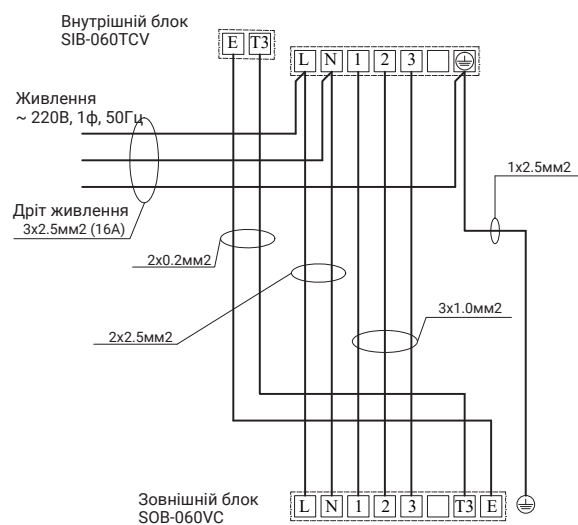 Внутрішній блок
SIB-060TCV
E T3
L N 1 2 3
Живлення
~ 220В, 1ф, 50Гц
Дріт живлення
3x2.5мм2 (16А)
1x2.5мм2
2x0.2мм2
3x1.0мм2
2x2.5мм2
Зовнішній блок
SOB-060VC
L N 1 2 3 T3 E